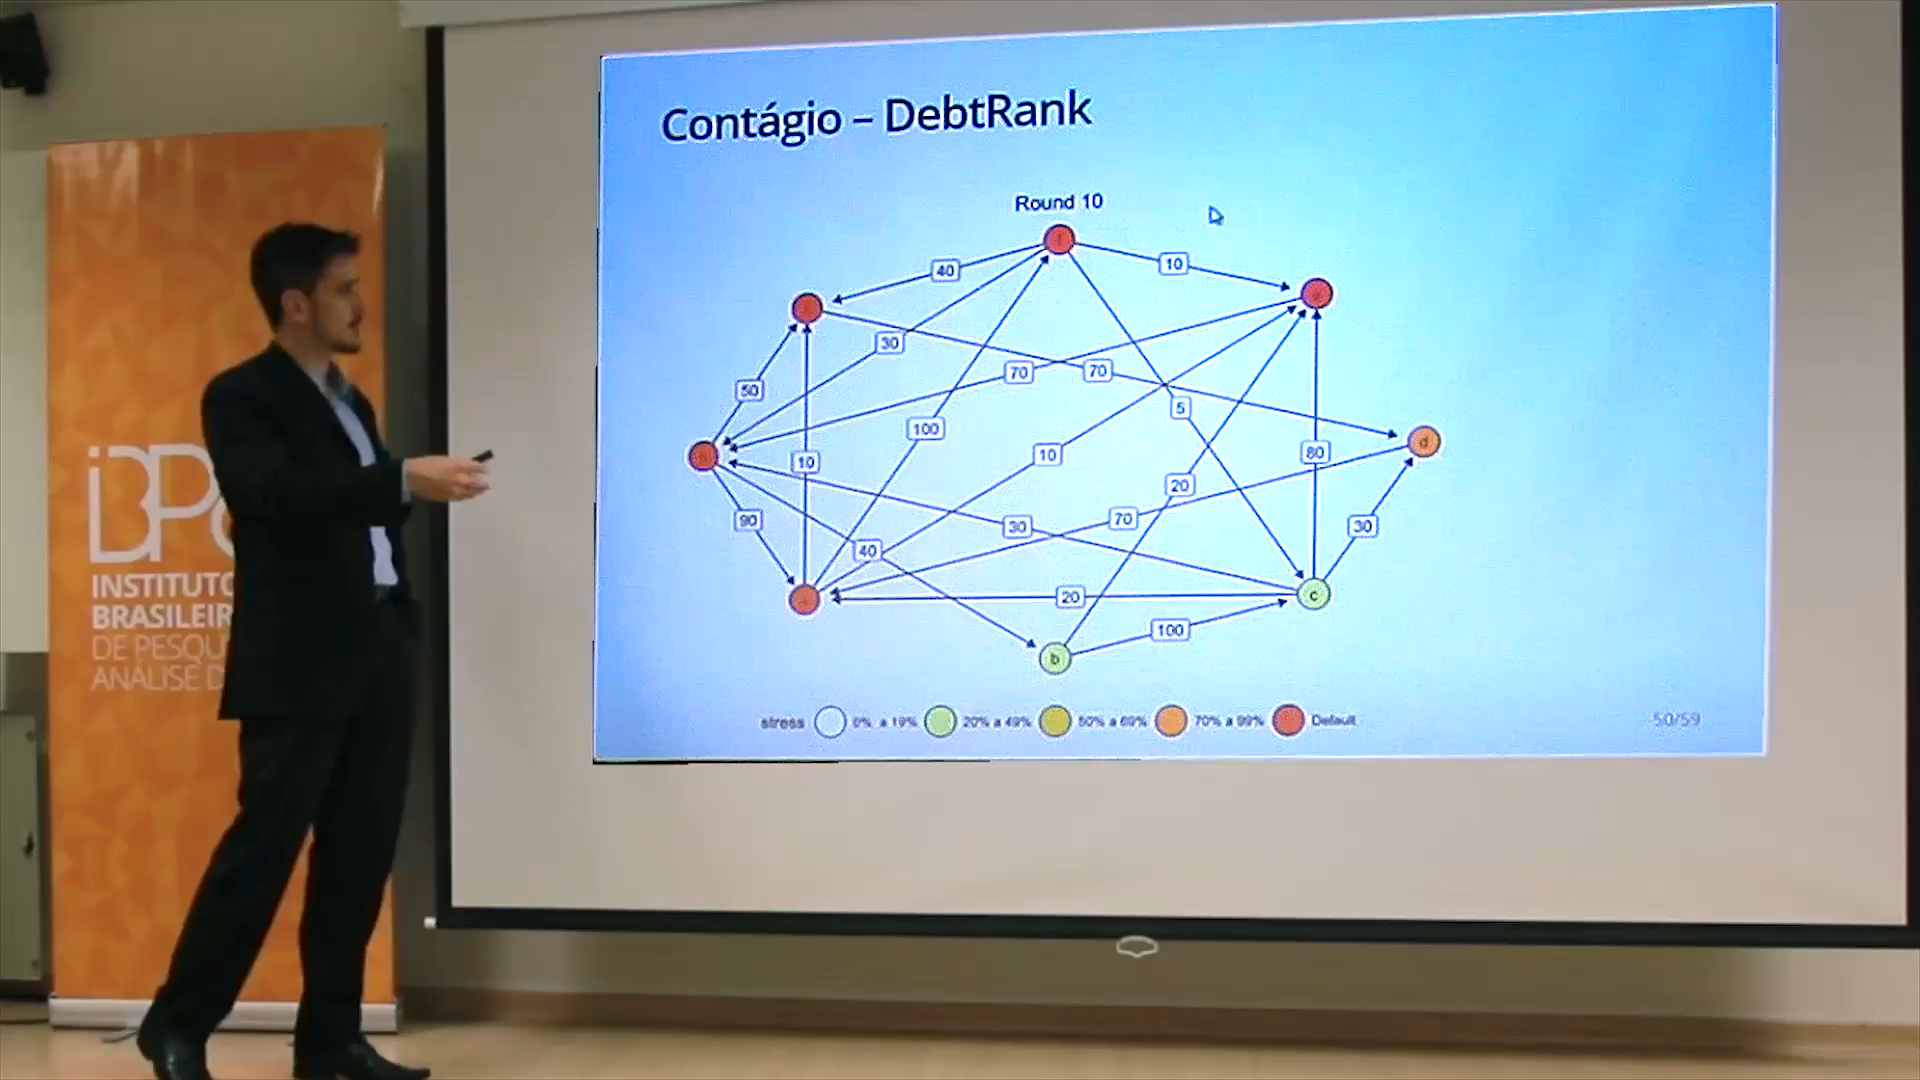 Contágio – DebtRank
Round 10
f
40
10
30
70
70
50
5
100
10
10
80
d
20
90
30
70
30
40
20
c
100
b
stress 0% a 19% 20% a 49% 50% a 69% 70% a 99% Default
50/59
INSTITUTO
BRASILEIR
DE PESQU
ANÁLISE D